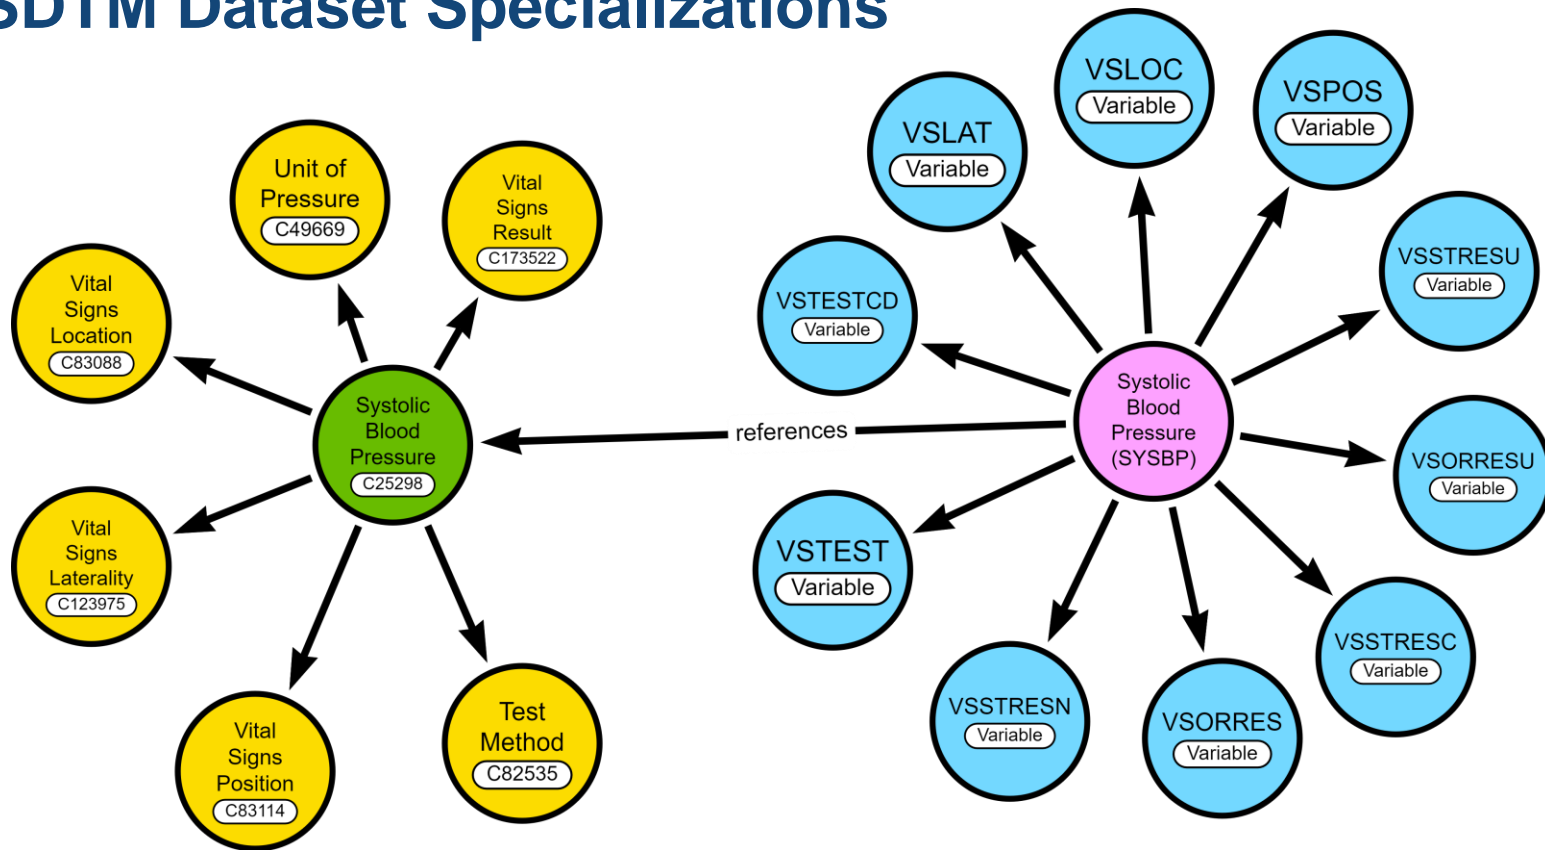 SDTM Dataset Specializations
Unit of
Pressure
C49669
Vital
Signs
Result
C173522
Vital
Signs
Location
C83088
Systolic
Blood
Pressure
C25298
Vital
Signs
Laterality
C123975
Vital
Signs
Position
C83114
Test
Method
C82535
references
VSLAT
Variable
VSLOC
Variable
VSPOS
Variable
VSTESTCD
Variable
VSSTRESU
Variable
Systolic
Blood
Pressure
(SYSBP)
VSORRESU
Variable
VSTEST
Variable
VSSTRESC
Variable
VSSTRESN
Variable
VSORRES
Variable